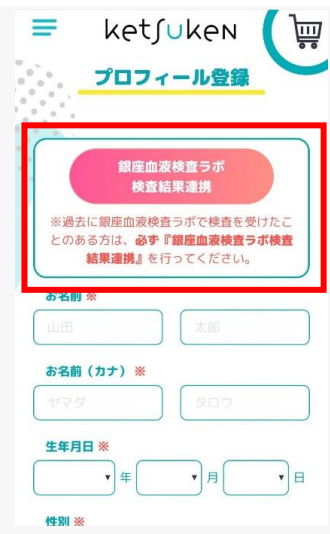 ketsuken
プロフィール登録
銀座血液検査ラボ
検査結果連携
※過去に銀座血液検査ラボで検査を受けたこ
とのある方は、必ず『銀座血液検査ラボ検査
結果連携』を行ってください。
お名前 ※
山田 太郎
お名前（カナ） ※
ヤマダ タロウ
生年月日 ※
年 月 日
性別 ※